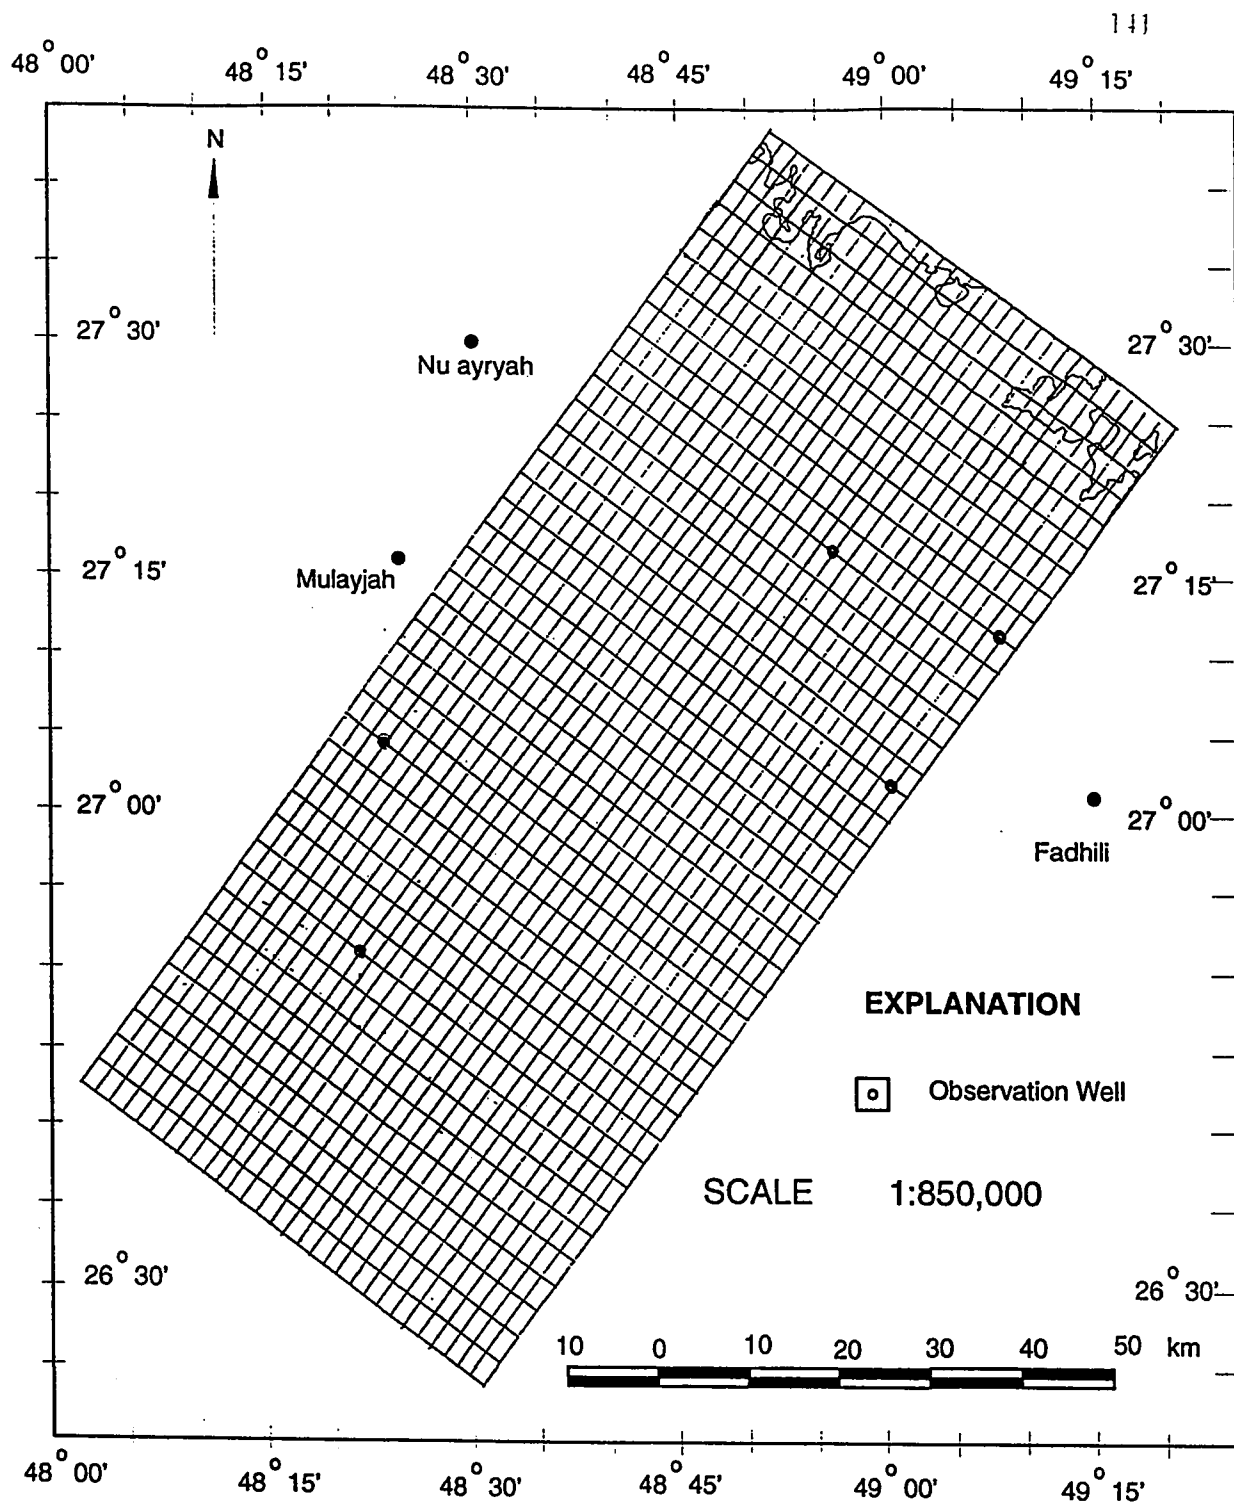 48° 00' 48° 15' 48° 30' 48° 45' 49° 00' 49° 15'
N
27° 30' 27° 30'
Nu ayryah
27° 15' 27° 15'
Mulayjah
27° 00' 27° 00'
Fadhili
EXPLANATION
Observation Well
SCALE 1:850,000
26° 30' 26° 30'
10 0 10 20 30 40 50 km
48° 00' 48° 15' 48° 30' 48° 45' 49° 00' 49° 15'